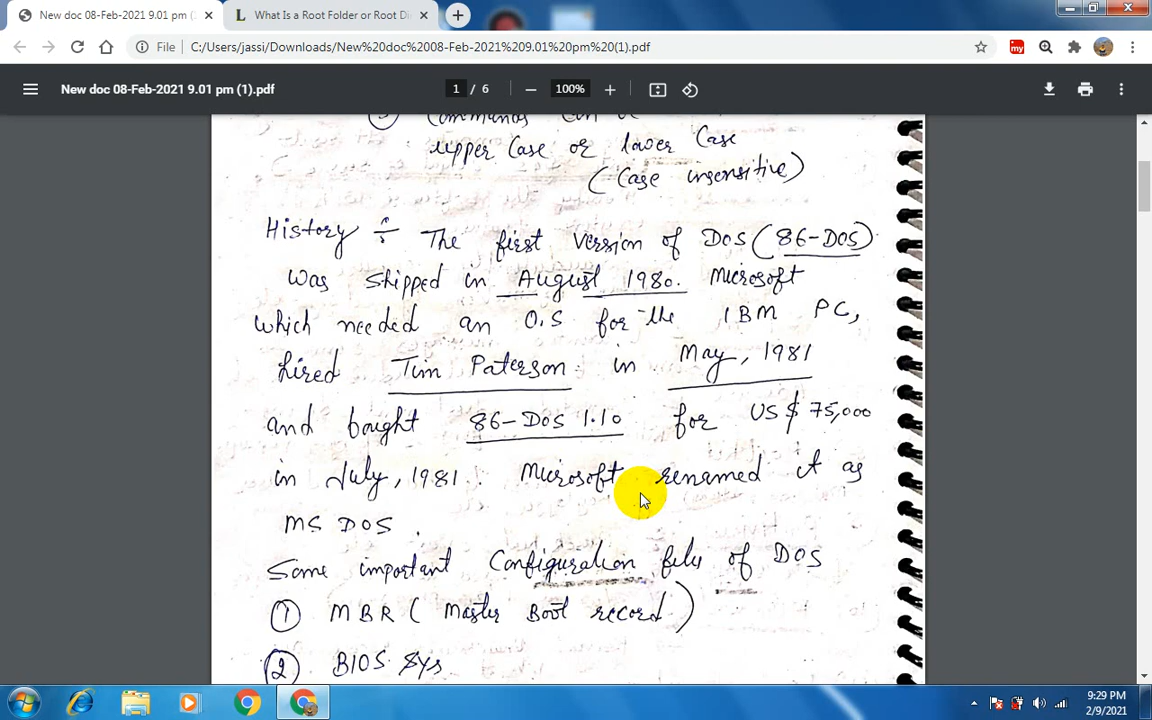 New doc 08-Feb-2021 9.01 pm (
What Is a Root Folder or Root Di
File
C:/Users/jassi/Downloads/New%20doc%2008-Feb-2021%209.01%20pm%20(1).pdf
my
New doc 08-Feb-2021 9.01 pm (1).pdf
1 / 6
100%
③ Commands can be
upper Case or lower Case
(Case insensitive)
History ÷ The first version of DOS (86-DOS)
was shipped in August 1980. Microsoft
which needed an O.S for the IBM PC,
hired Tim Paterson in May, 1981
and bought 86-DOS 1.10 for US $ 75,000
in July, 1981. Microsoft renamed it as
MS DOS.
Some important Configuration files of DOS
① MBR (Master Boot record)
② BIOS Sys
9:29 PM
2/9/2021